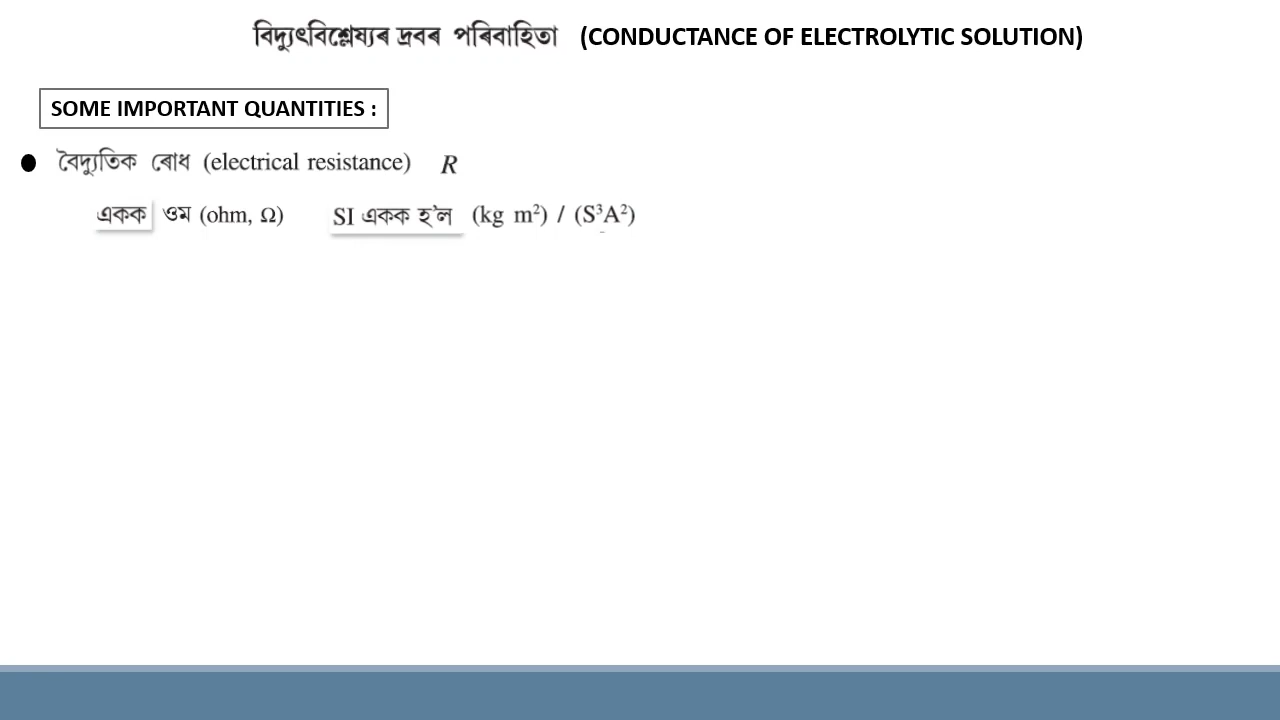 বিদ্যুৎবিশ্লেষ্যৰ দ্ৰবৰ পৰিবাহিতা (CONDUCTANCE OF ELECTROLYTIC SOLUTION)
SOME IMPORTANT QUANTITIES :
● বৈদ্যুতিক ৰোধ (electrical resistance) R
একক ওম (ohm, Ω) SI একক হ'ল (kg m²) / (S³A²)